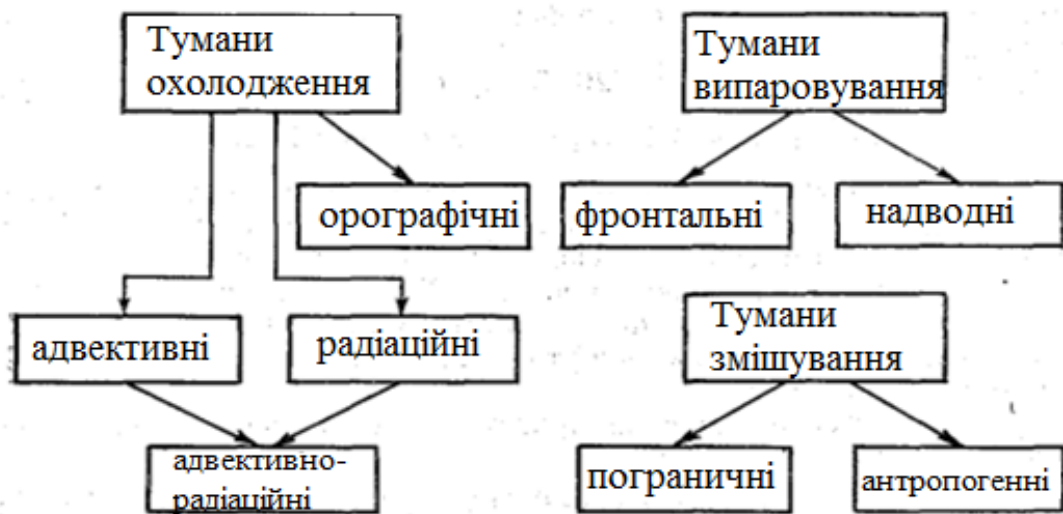 Тумани
охолодження
орографічні
адвективні
радіаційні
адвективно-
радіаційні
Тумани
випаровування
фронтальні
надводні
Тумани
змішування
пограничні
антропогенні